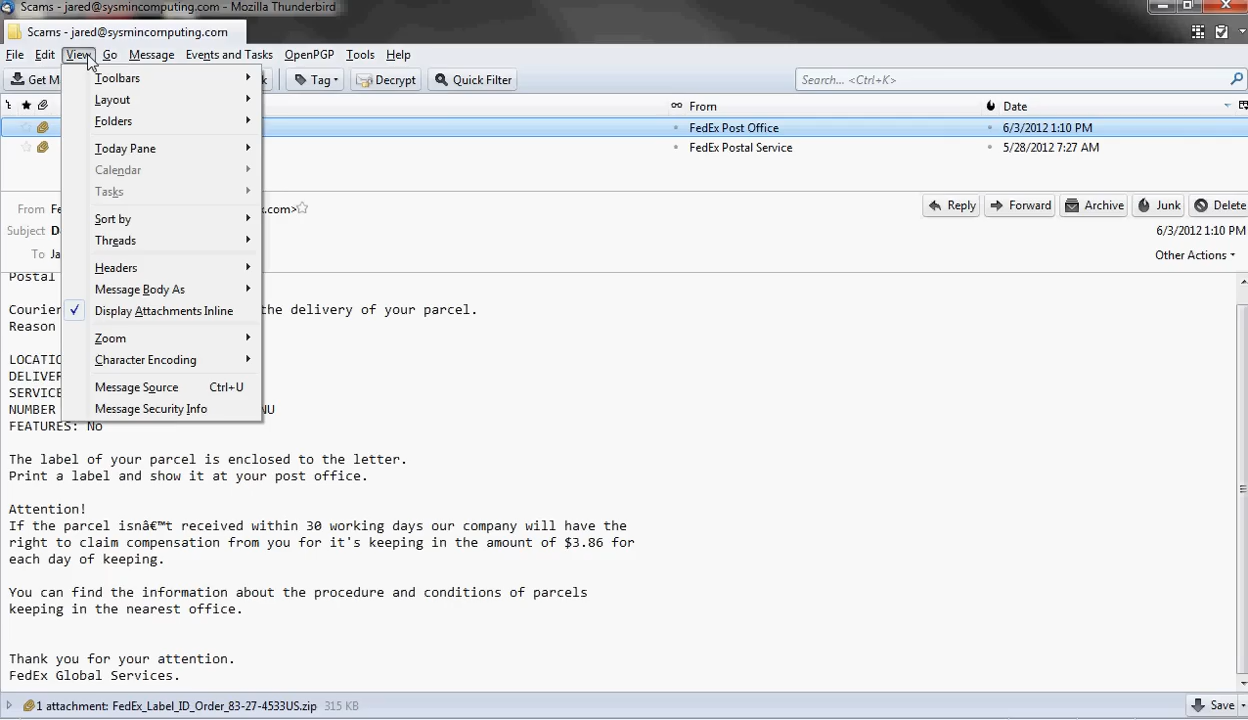 Scams - jared@sysmincomputing.com - Mozilla Thunderbird
Scams - jared@sysmincomputing.com
File Edit View Go Message Events and Tasks OpenPGP Tools Help
Get M
Tag
Decrypt
Quick Filter
Search... <Ctrl+K>
Toolbars
Layout
Folders
Today Pane
Calendar
Tasks
Sort by
Threads
Headers
Message Body As
Display Attachments Inline
Zoom
Character Encoding
Message Source Ctrl+U
Message Security Info
From Date
FedEx Post Office 6/3/2012 1:10 PM
FedEx Postal Service 5/28/2012 7:27 AM
From Fe x.com>
Reply Forward Archive Junk Delete
Subject D
6/3/2012 1:10 PM
To Ja
Other Actions
Postal
Courie the delivery of your parcel.
Reason
LOCATIO
DELIVER
SERVICE
NUMBER NU
FEATURES: No
The label of your parcel is enclosed to the letter.
Print a label and show it at your post office.
Attention!
If the parcel isnâ€™t received within 30 working days our company will have the
right to claim compensation from you for it's keeping in the amount of $3.86 for
each day of keeping.
You can find the information about the procedure and conditions of parcels
keeping in the nearest office.
Thank you for your attention.
FedEx Global Services.
1 attachment: FedEx_Label_ID_Order_83-27-4533US.zip 315 KB
Save